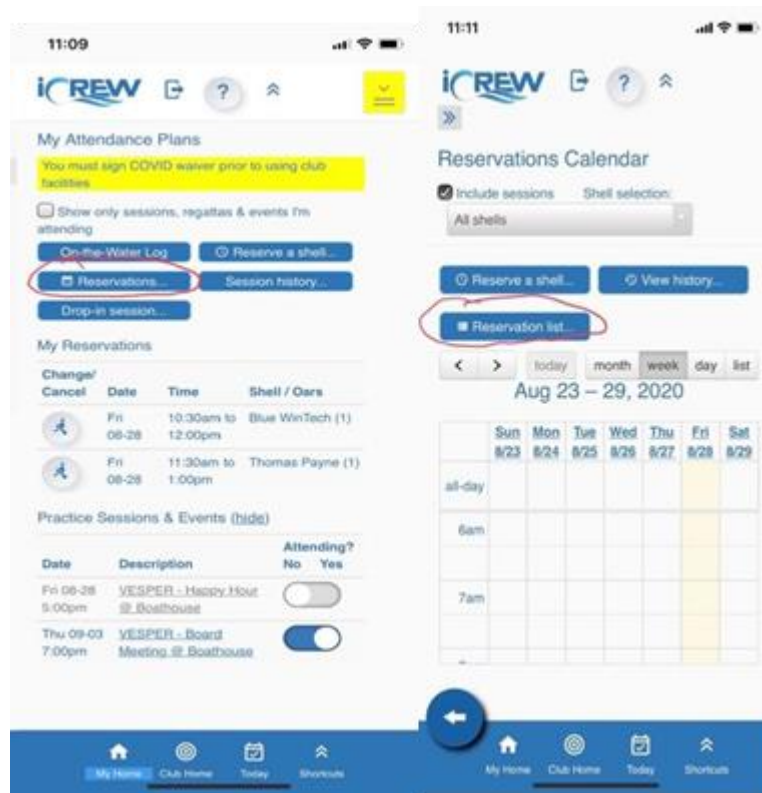 11:09
iCREW
?
My Attendance Plans
You must sign COVID waiver prior to using club
facilities
Show only sessions, regattas & events I'm
attending
On-the-Water Log
Reserve a shell...
Reservations...
Session history...
Drop-in session...
My Reservations
Change/
Cancel Date Time Shell / Oars
Fri 10:30am to Blue WinTech (1)
08-28 12:00pm
Fri 11:30am to Thomas Payne (1)
08-28 1:00pm
Practice Sessions & Events (hide)
Attending?
Date Description No Yes
Fri 08-28 VESPER - Happy Hour
5:00pm @ Boathouse
Thu 09-03 VESPER - Board
7:00pm Meeting @ Boathouse
My Home Club Home Today Shortcuts
11:11
iCREW
?
Reservations Calendar
Include sessions Shell selection:
All shells
Reserve a shell...
View history...
Reservation list...
< > today month week day list
Aug 23 – 29, 2020
Sun Mon Tue Wed Thu Fri Sat
8/23 8/24 8/25 8/26 8/27 8/28 8/29
all-day
6am
7am
My Home Club Home Today Shortcuts